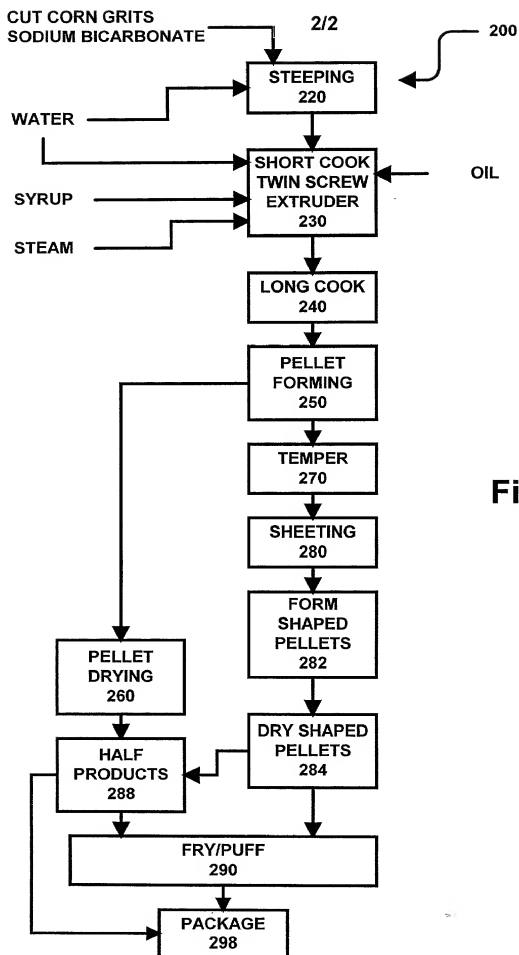 CUT CORN GRITS
SODIUM BICARBONATE
2/2
200
STEEPING
220
WATER
SHORT COOK
TWIN SCREW
EXTRUDER
230
OIL
SYRUP
STEAM
LONG COOK
240
PELLET
FORMING
250
TEMPER
270
Fi
SHEETING
280
FORM
SHAPED
PELLETS
282
PELLET
DRYING
260
DRY SHAPED
PELLETS
284
HALF
PRODUCTS
288
FRY/PUFF
290
PACKAGE
298